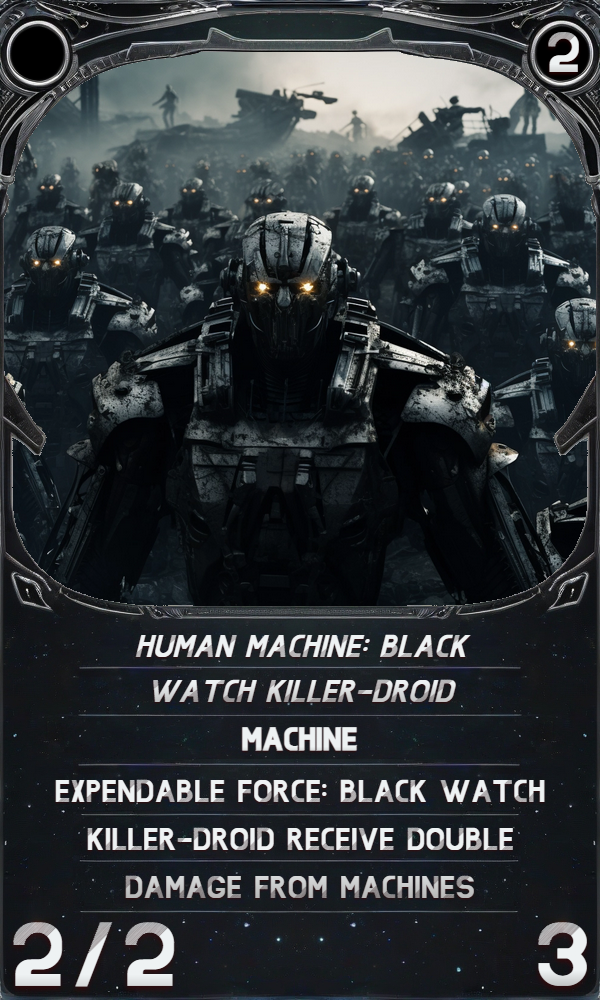 2
HUMAN MACHINE: BLACK
WATCH KILLER-DROID
MACHINE
EXPENDABLE FORCE: BLACK WATCH
KILLER-DROID RECEIVE DOUBLE
DAMAGE FROM MACHINES
2/2
3